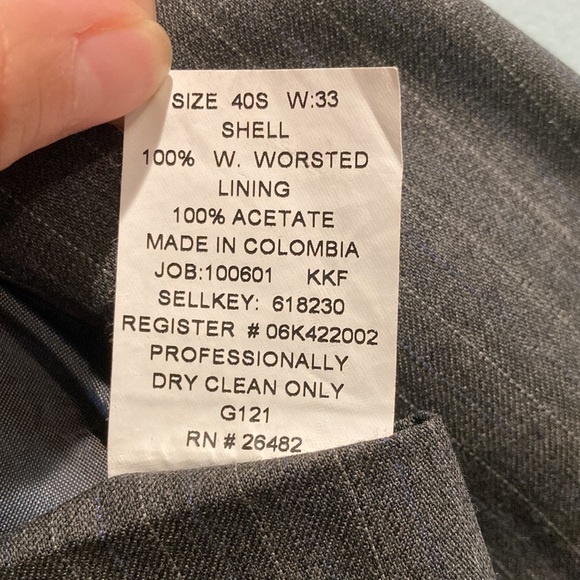 SIZE 40S W:33
SHELL
100% W. WORSTED
LINING
100% ACETATE
MADE IN COLOMBIA
JOB:100601 KKF
SELLKEY: 618230
REGISTER # 06K422002
PROFESSIONALLY
DRY CLEAN ONLY
G121
RN # 26482